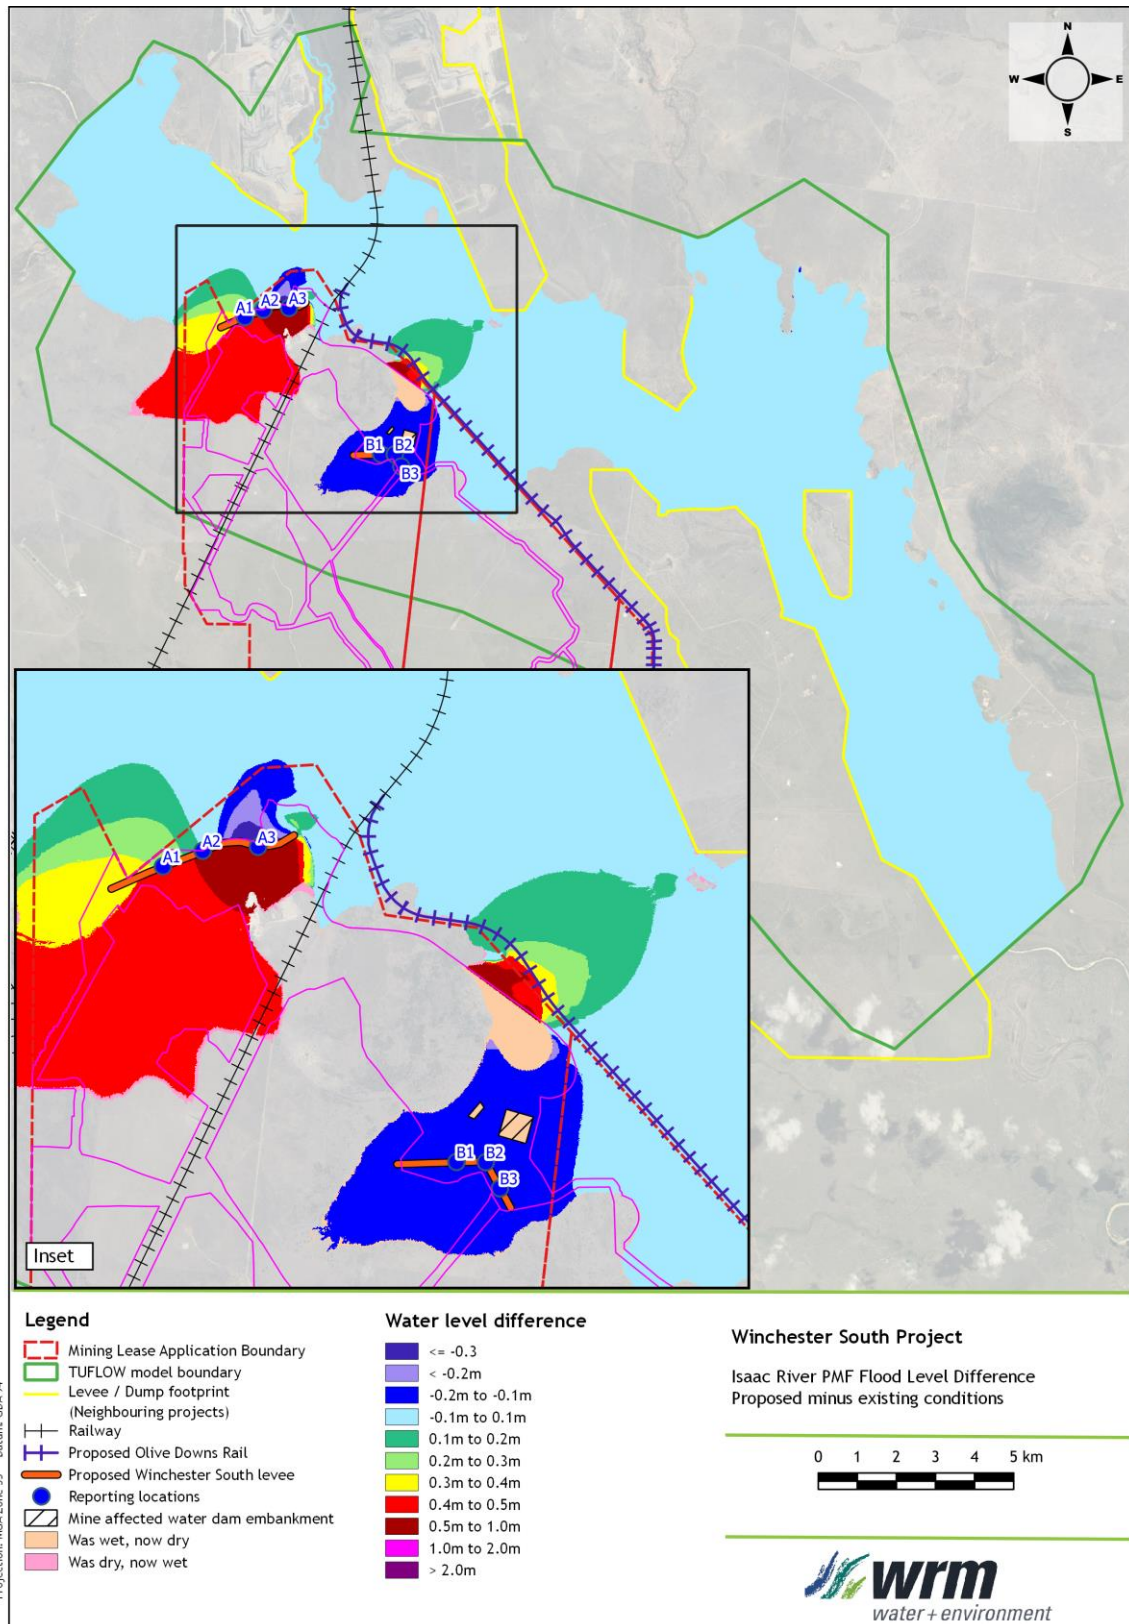 N
W E
S
A1 A2 A3
B1 B2
B3
A1 A2 A3
B1 B2
B3
Inset
Legend
Mining Lease Application Boundary
TUFLOW model boundary
Levee / Dump footprint
(Neighbouring projects)
Railway
Proposed Olive Downs Rail
Proposed Winchester South levee
Reporting locations
Mine affected water dam embankment
Was wet, now dry
Was dry, now wet
Water level difference
<= -0.3
< -0.2m
-0.2m to -0.1m
-0.1m to 0.1m
0.1m to 0.2m
0.2m to 0.3m
0.3m to 0.4m
0.4m to 0.5m
0.5m to 1.0m
1.0m to 2.0m
> 2.0m
Winchester South Project
Isaac River PMF Flood Level Difference
Proposed minus existing conditions
0 1 2 3 4 5 km
wrm
water+environment